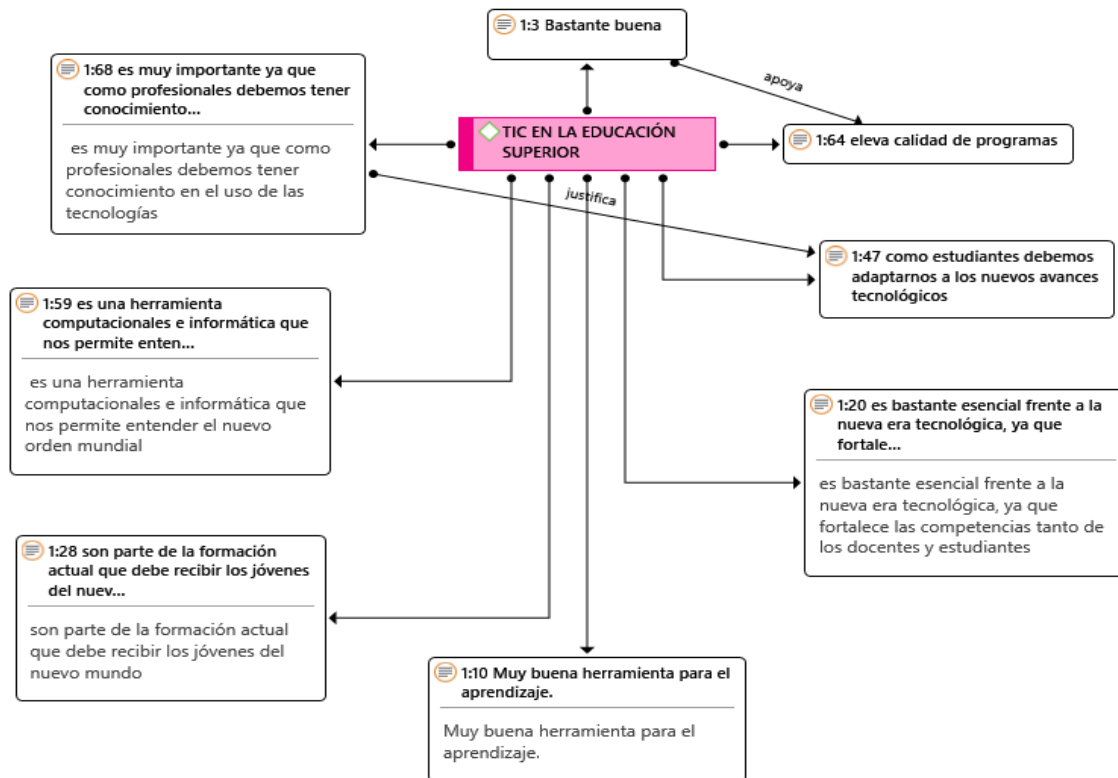 1:3 Bastante buena
1:68 es muy importante ya que
como profesionales debemos tener
conocimiento...
es muy importante ya que como
profesionales debemos tener
conocimiento en el uso de las
tecnologías
apoya
TIC EN LA EDUCACIÓN
SUPERIOR
1:64 eleva calidad de programas
justifica
1:47 como estudiantes debemos
adaptarnos a los nuevos avances
tecnológicos
1:59 es una herramienta
computacionales e informática que
nos permite enten...
es una herramienta
computacionales e informática que
nos permite entender el nuevo
orden mundial
1:20 es bastante esencial frente a la
nueva era tecnológica, ya que
fortale...
es bastante esencial frente a la
nueva era tecnológica, ya que
fortalece las competencias tanto de
los docentes y estudiantes
1:28 son parte de la formación
actual que debe recibir los jóvenes
del nuev...
son parte de la formación actual
que debe recibir los jóvenes del
nuevo mundo
1:10 Muy buena herramienta para el
aprendizaje.
Muy buena herramienta para el
aprendizaje.